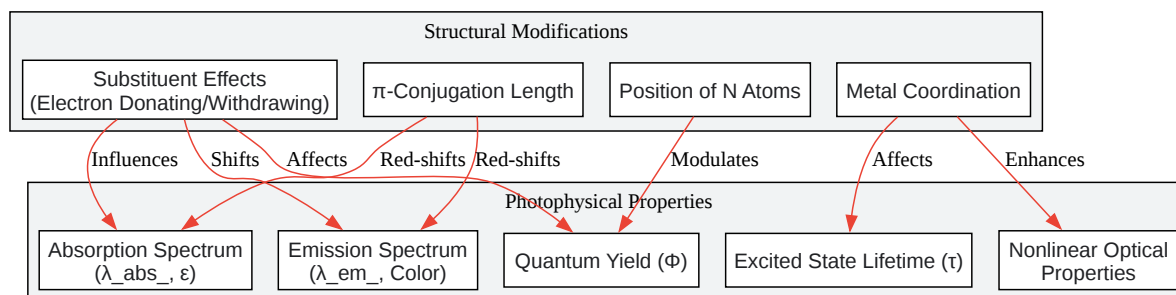 Structural Modifications
Substituent Effects
(Electron Donating/Withdrawing)
π-Conjugation Length
Position of N Atoms
Metal Coordination
Influences
Shifts
Affects
Red-shifts
Red-shifts
Modulates
Affects
Enhances
Photophysical Properties
Absorption Spectrum
(λ_abs_, ε)
Emission Spectrum
(λ_em_, Color)
Quantum Yield (Φ)
Excited State Lifetime (τ)
Nonlinear Optical
Properties